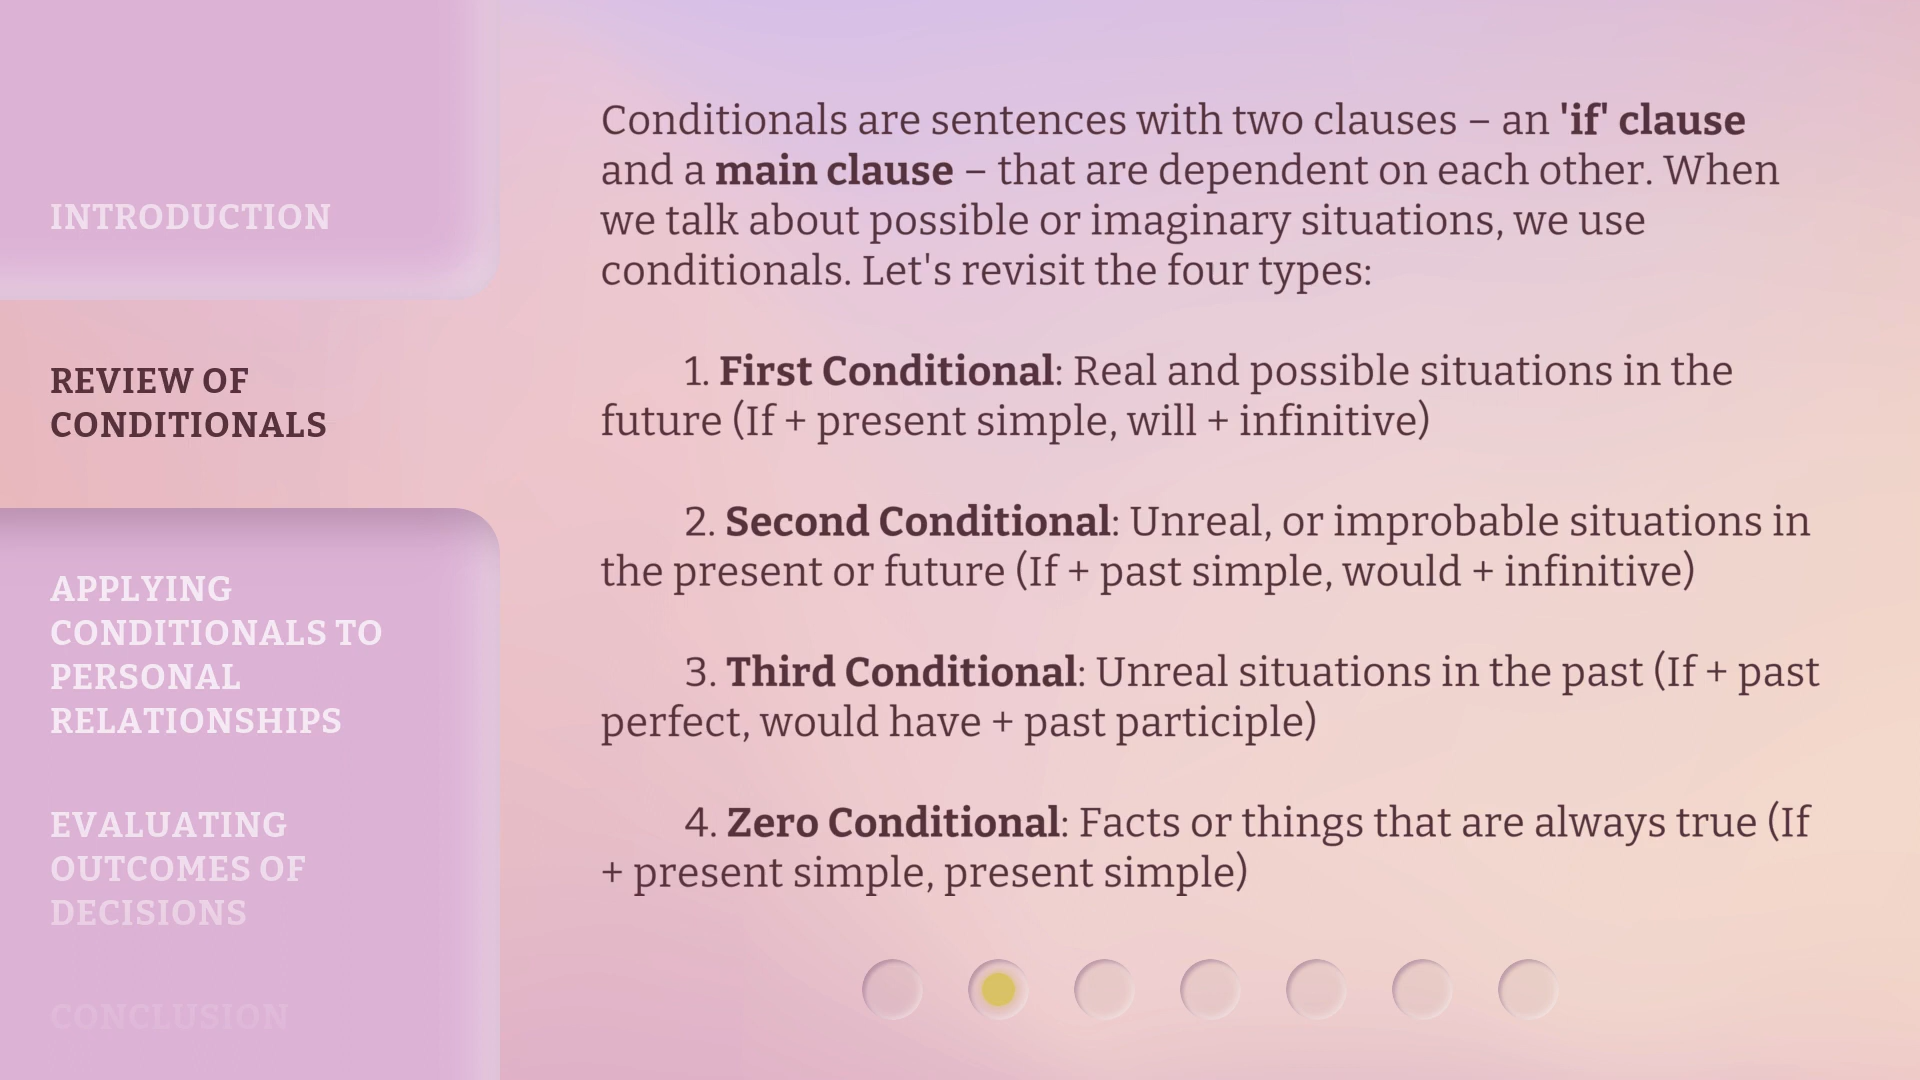 INTRODUCTION
REVIEW OF
CONDITIONALS
APPLYING
CONDITIONALS TO
PERSONAL
RELATIONSHIPS
EVALUATING
OUTCOMES OF
DECISIONS
CONCLUSION
Conditionals are sentences with two clauses – an 'if' clause
and a main clause – that are dependent on each other. When
we talk about possible or imaginary situations, we use
conditionals. Let's revisit the four types:
1. First Conditional: Real and possible situations in the
future (If + present simple, will + infinitive)
2. Second Conditional: Unreal, or improbable situations in
the present or future (If + past simple, would + infinitive)
3. Third Conditional: Unreal situations in the past (If + past
perfect, would have + past participle)
4. Zero Conditional: Facts or things that are always true (If
+ present simple, present simple)